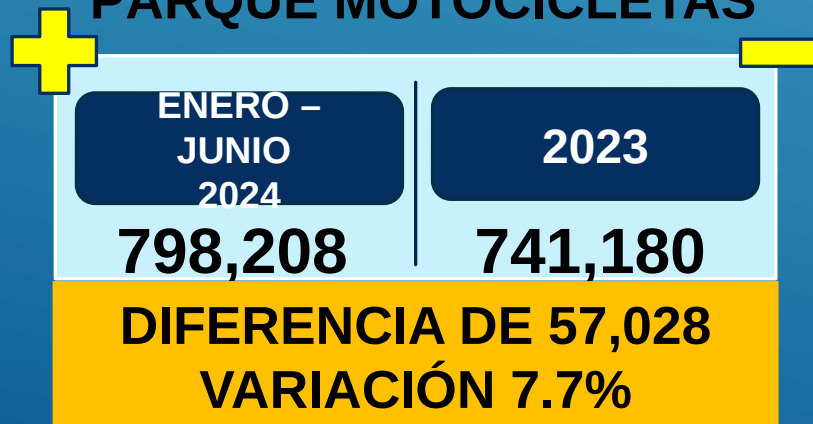 PARQUE MOTOCICLETAS
ENERO –
JUNIO
2024
2023
798,208
741,180
DIFERENCIA DE 57,028
VARIACIÓN 7.7%